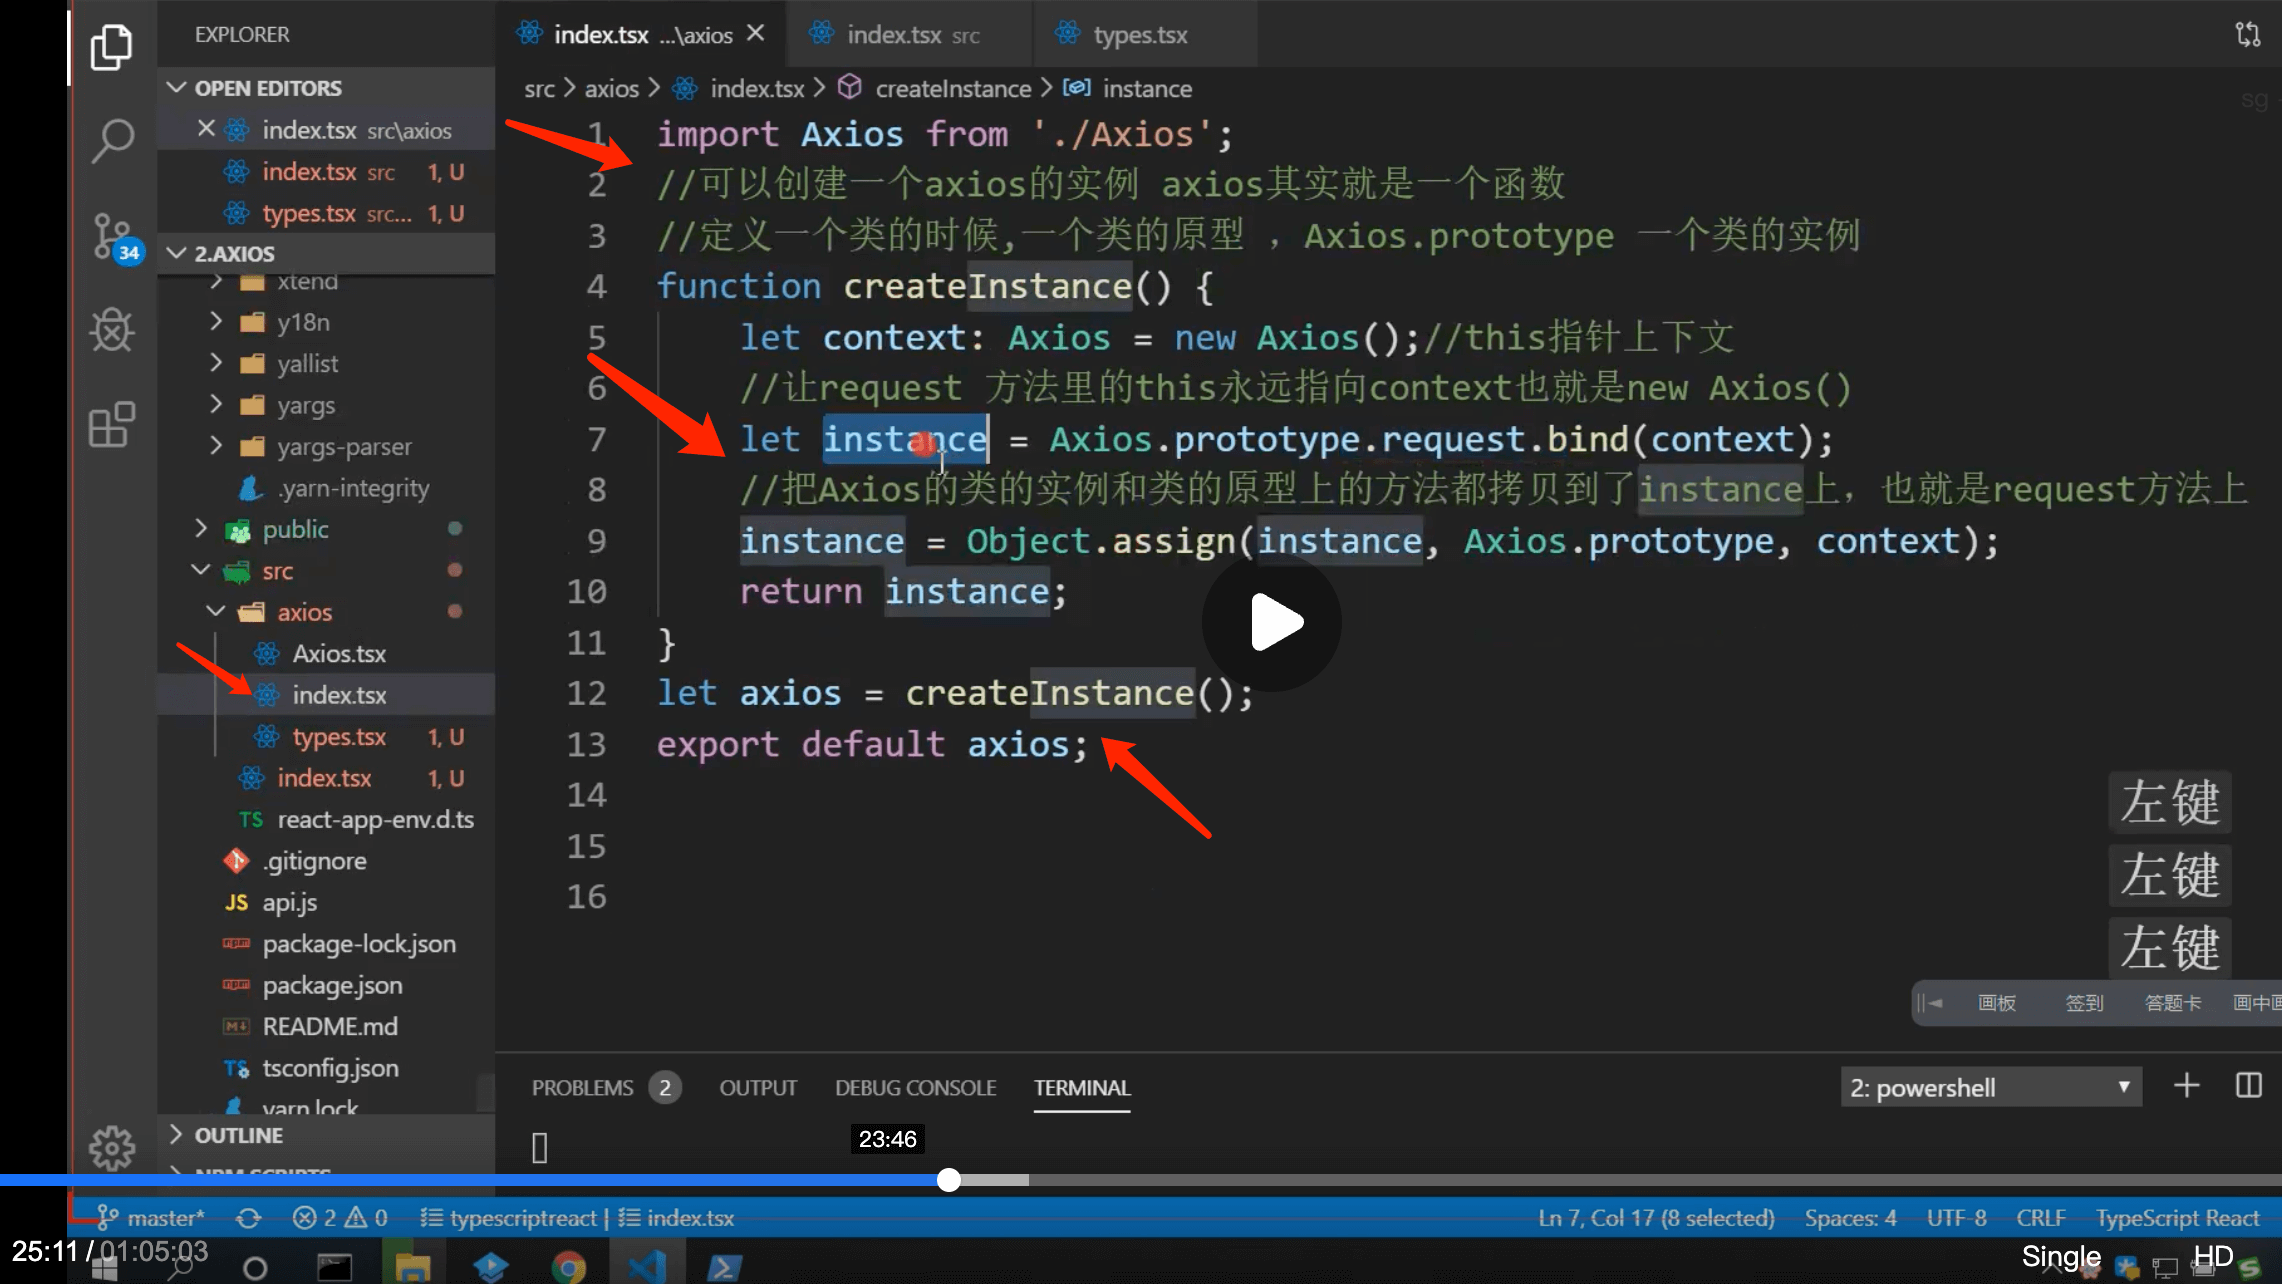 EXPLORER
OPEN EDITORS
index.tsx src\axios
index.tsx src 1, U
types.tsx src... 1, U
2.AXIOS
xtend
y18n
yallist
yargs
yargs-parser
.yarn-integrity
public
src
axios
Axios.tsx
index.tsx
types.tsx 1, U
index.tsx 1, U
TS react-app-env.d.ts
.gitignore
JS api.js
package-lock.json
package.json
README.md
tsconfig.json
yarn.lock
OUTLINE
NPM SCRIPTS
34
index.tsx ...\axios
index.tsx src
types.tsx
src > axios > index.tsx > createInstance > instance
1 import Axios from './Axios';
2 //可以创建一个axios的实例 axios其实就是一个函数
3 //定义一个类的时候,一个类的原型 ，Axios.prototype 一个类的实例
4 function createInstance() {
5 let context: Axios = new Axios();//this指针上下文
6 //让request 方法里的this永远指向context也就是new Axios()
7 let instance = Axios.prototype.request.bind(context);
8 //把Axios的类的实例和类的原型上的方法都拷贝到了instance上，也就是request方法上
9 instance = Object.assign(instance, Axios.prototype, context);
10 return instance;
11 }
12 let axios = createInstance();
13 export default axios;
14
15
16
左键
左键
左键
画板 签到 答题卡 画中画
PROBLEMS 2 OUTPUT DEBUG CONSOLE TERMINAL
2: powershell
23:46
master* 2 0 typescriptreact | index.tsx
Ln 7, Col 17 (8 selected) Spaces: 4 UTF-8 CRLF TypeScript React
25:11 / 01:05:03
Single HD